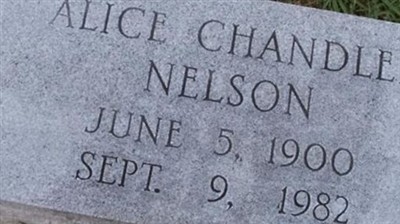 ALICE CHANDLE
NELSON
JUNE 5, 1900
SEPT. 9, 1982